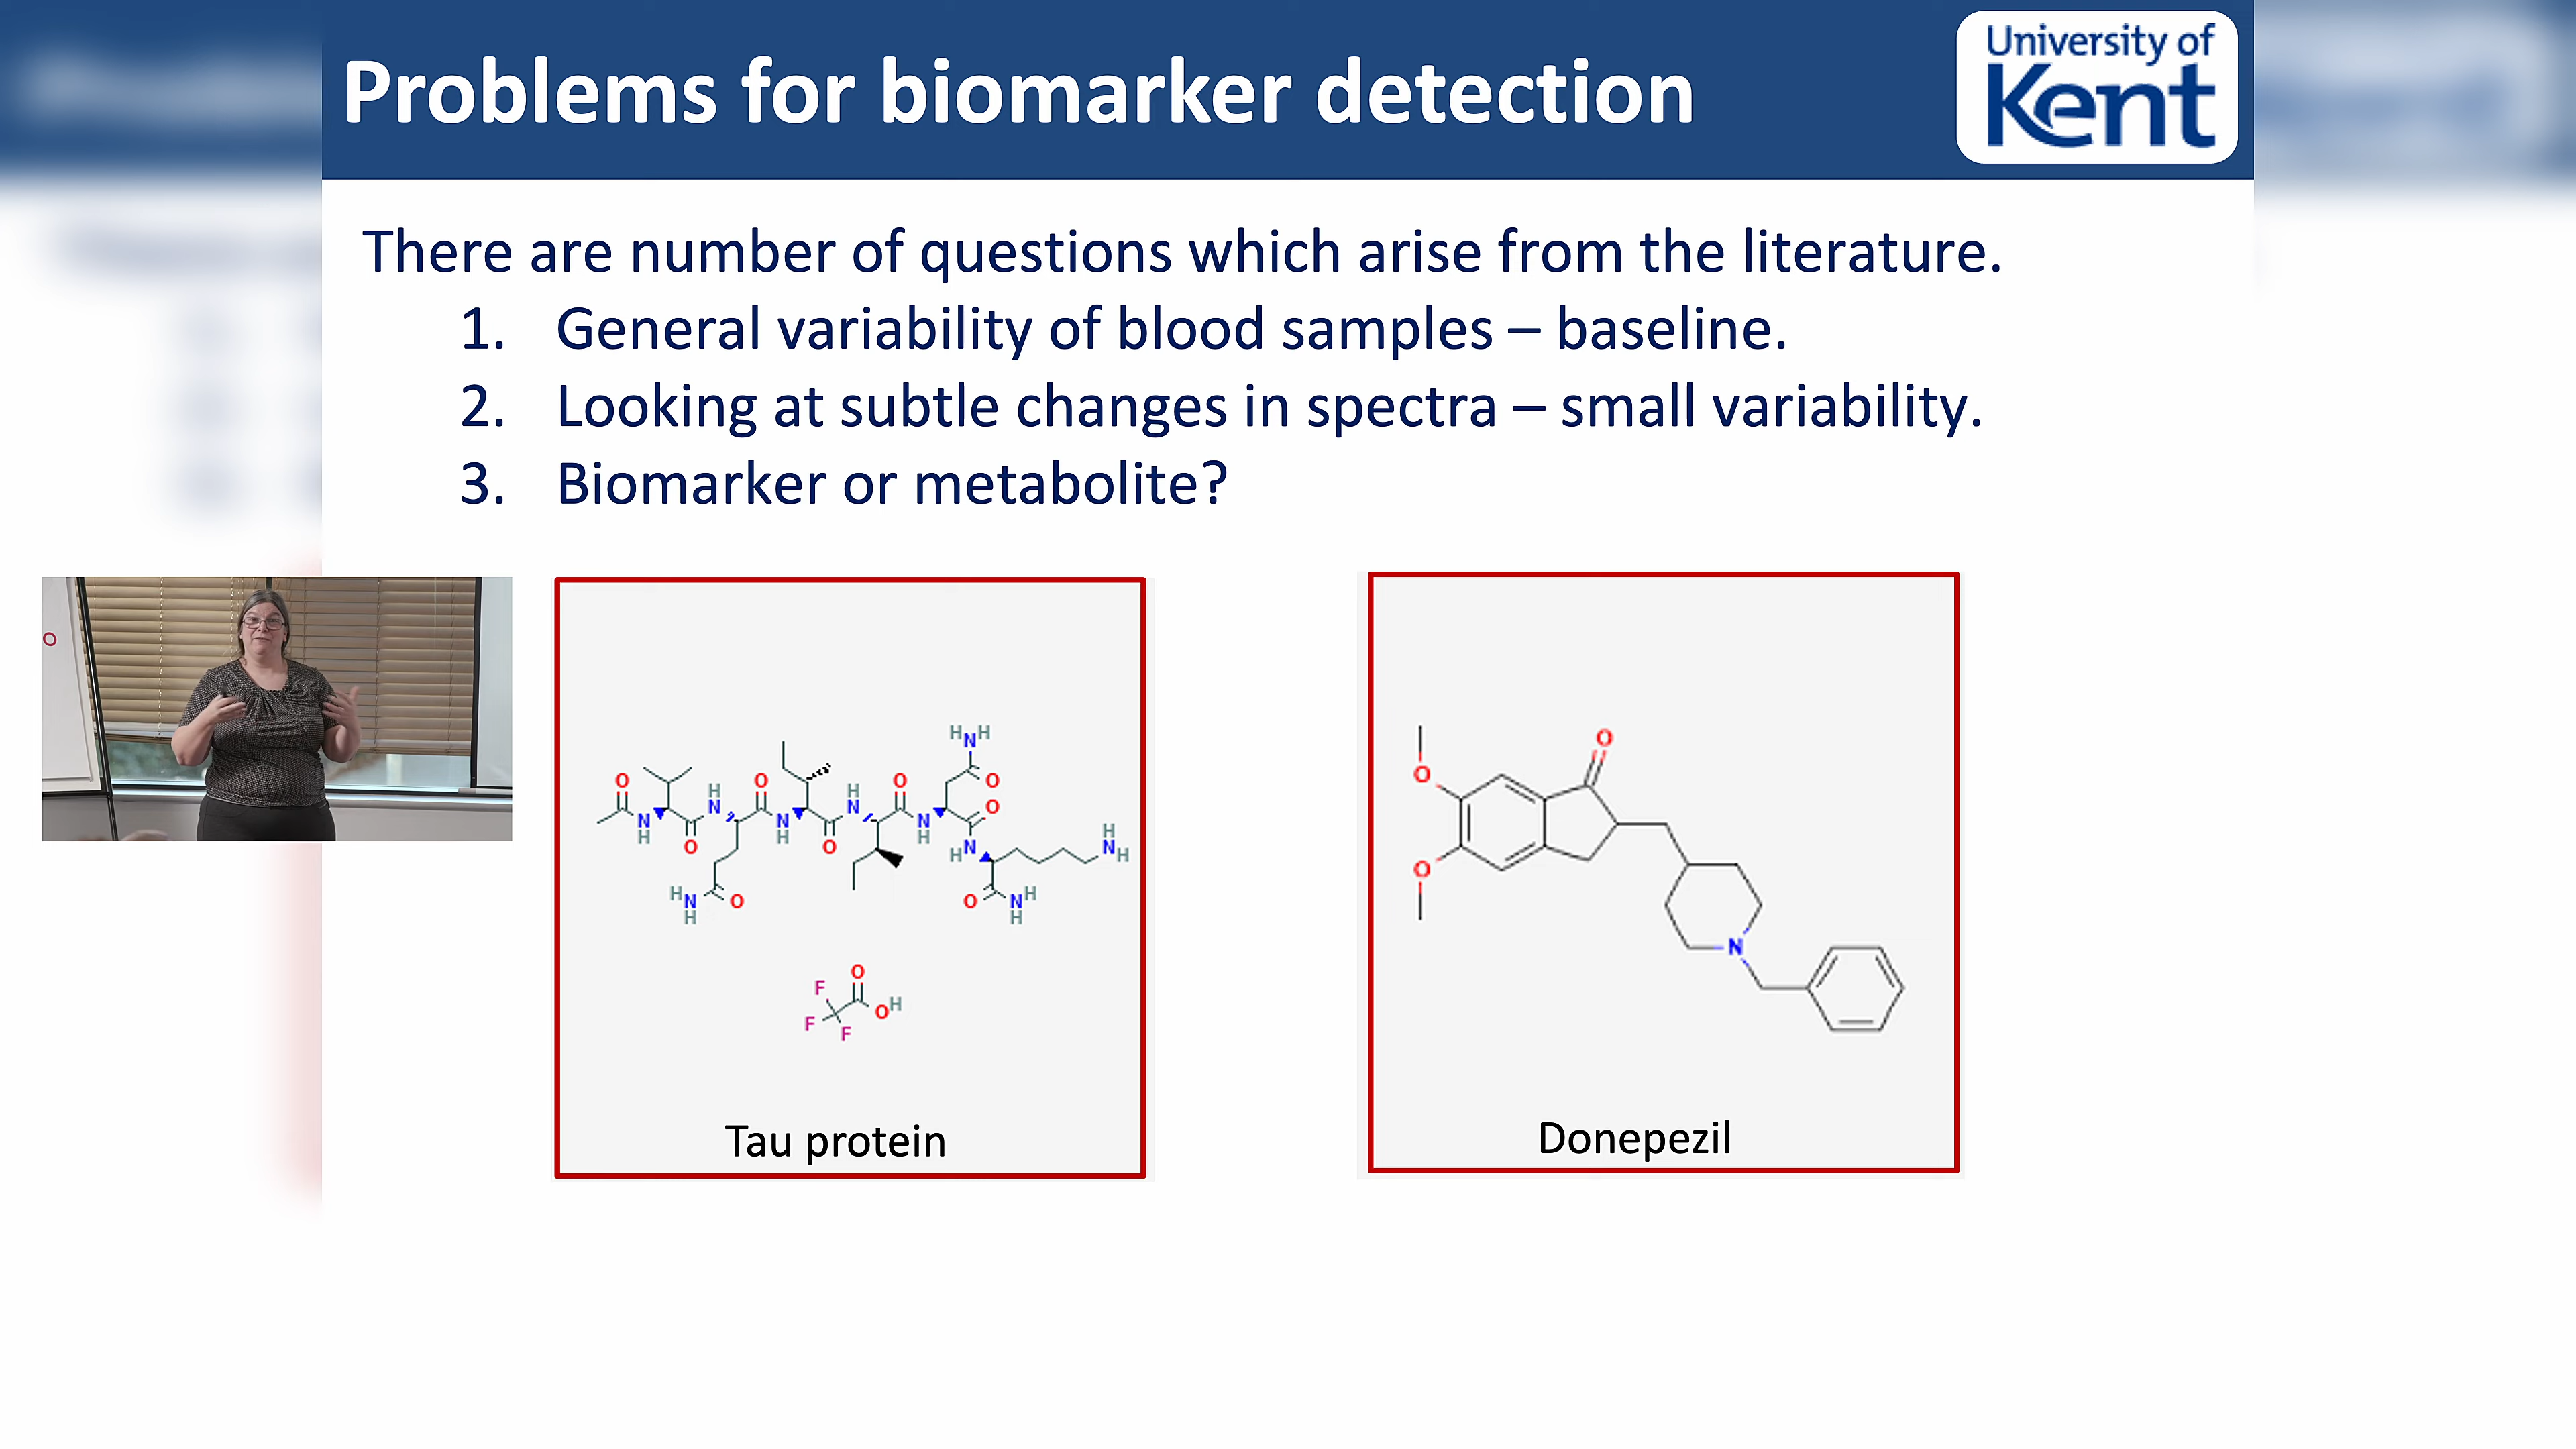 Problems for biomarker detection
University of
Kent
There are number of questions which arise from the literature.
1. General variability of blood samples – baseline.
2. Looking at subtle changes in spectra – small variability.
3. Biomarker or metabolite?
O
H H
N
O
O
O
H
N
O
H
N
O
N
H
O
N
H
O
N
H
O
H N
H
N H
H N
H
O
O
N H
H
O
F
F
F
O H
Tau protein
O
O
O
N
Donepezil